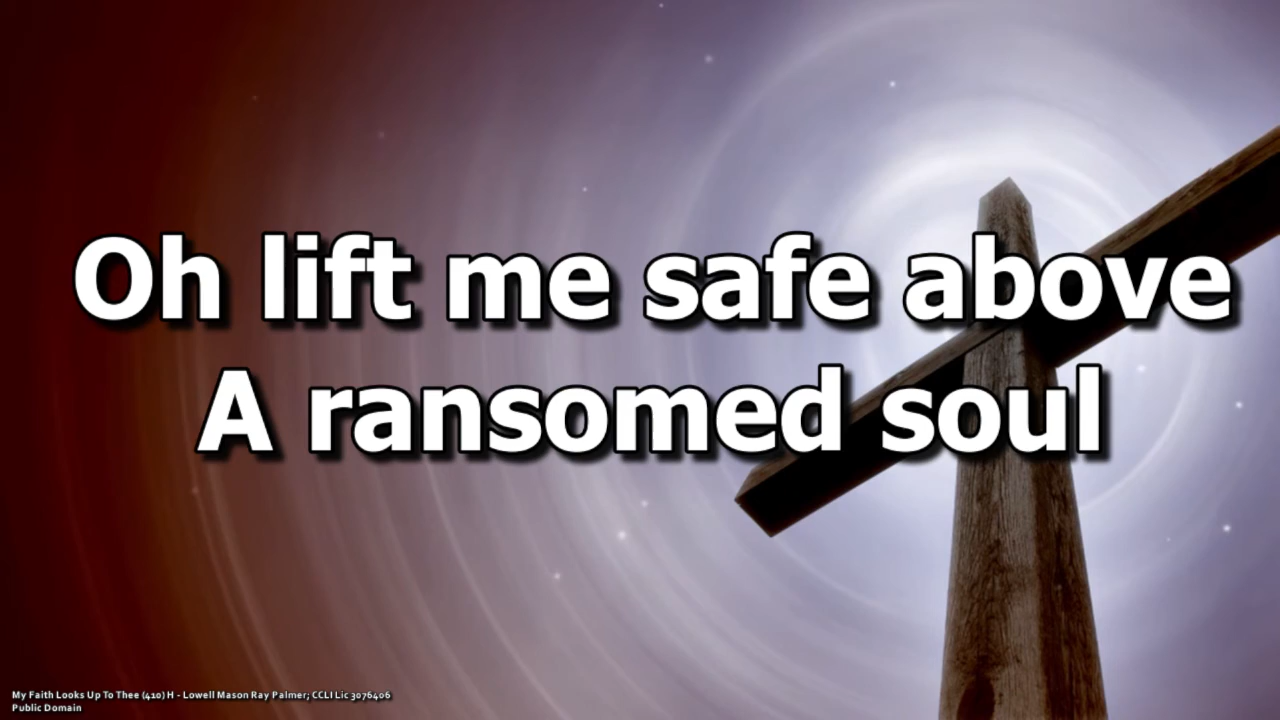 Oh lift me safe above
A ransomed soul
My Faith Looks Up To Thee (410) H - Lowell Mason Ray Palmer; CCLI Lic 3076406
Public Domain